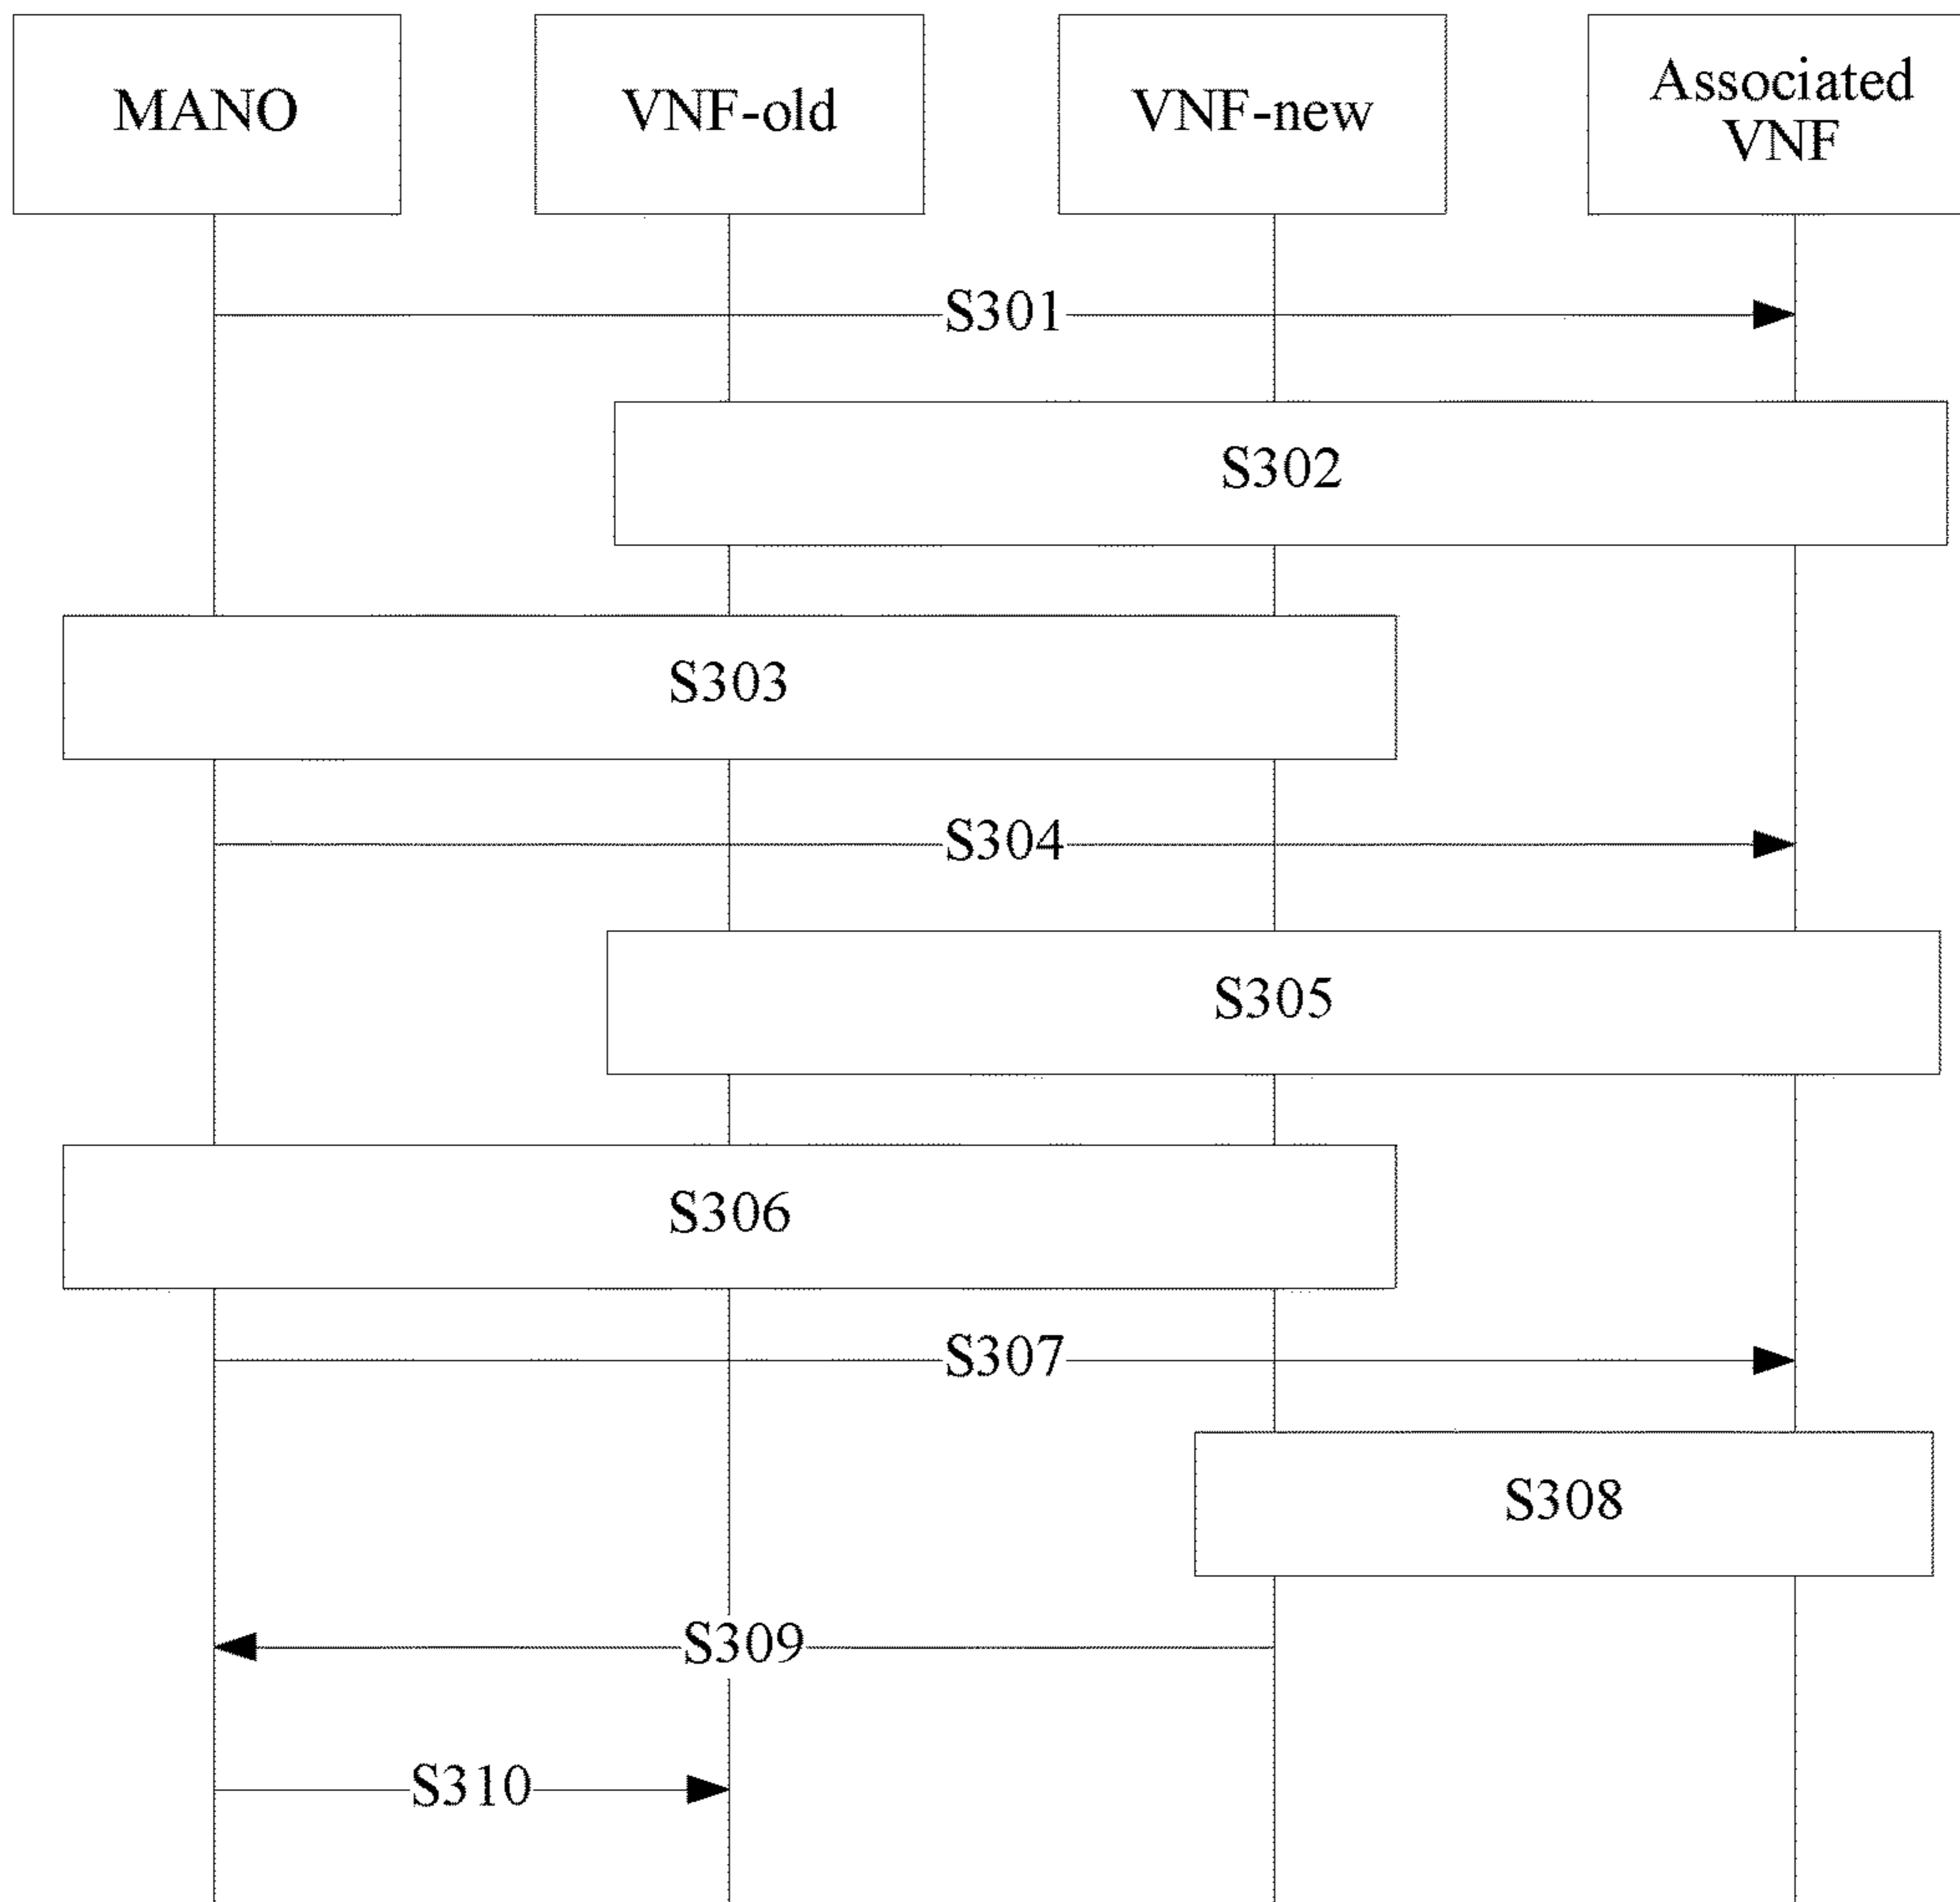 MANO
VNF-old
VNF-new
Associated
VNF
S301
S302
S303
S304
S305
S306
S307
S308
S309
S310